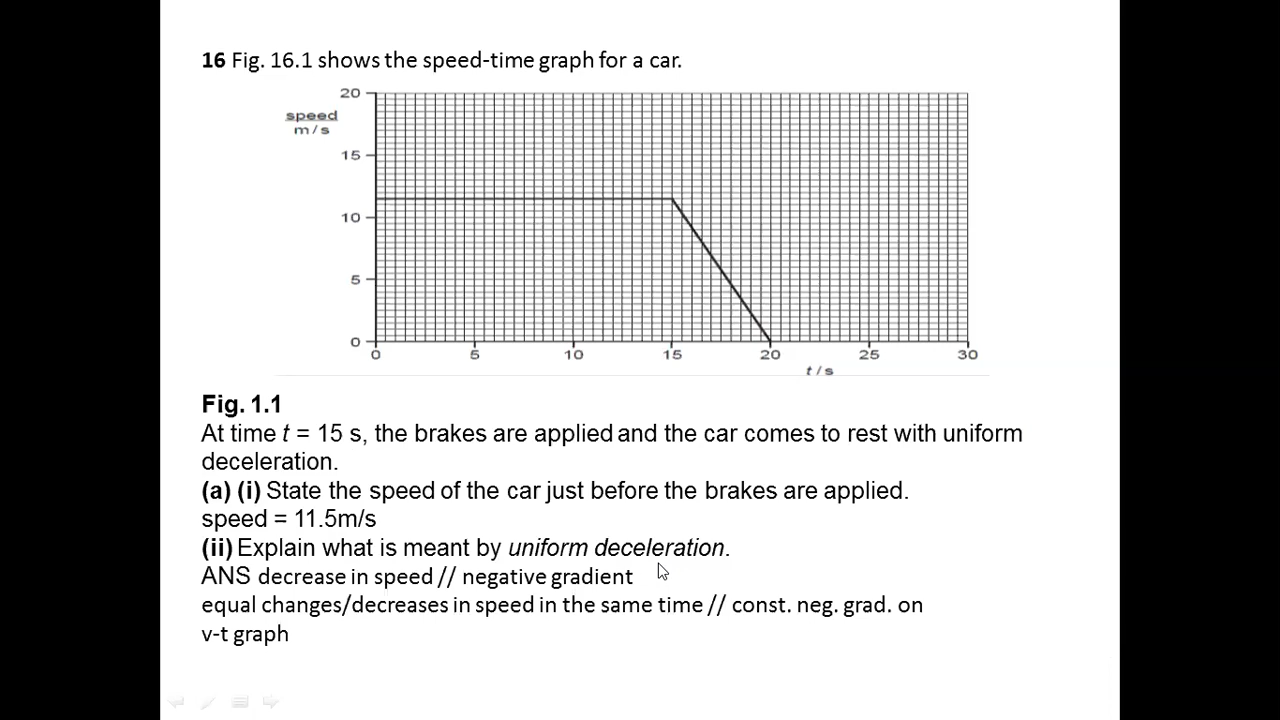 16 Fig. 16.1 shows the speed-time graph for a car.
20
speed
m / s
15
10
5
0
0 5 10 15 20 25 30
t / s
Fig. 1.1
At time t = 15 s, the brakes are applied and the car comes to rest with uniform
deceleration.
(a) (i) State the speed of the car just before the brakes are applied.
speed = 11.5m/s
(ii) Explain what is meant by uniform deceleration.
ANS decrease in speed // negative gradient
equal changes/decreases in speed in the same time // const. neg. grad. on
v-t graph